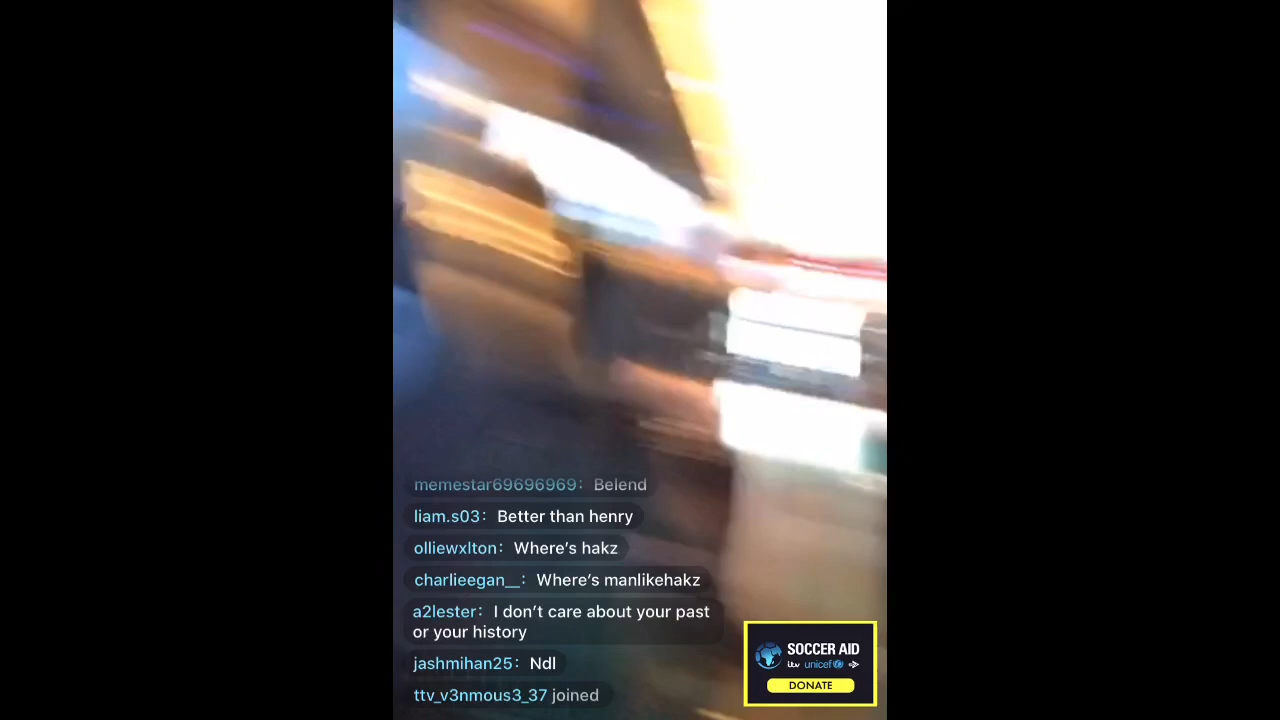 memestar69696969: Belend
liam.s03: Better than henry
olliewxlton: Where's hakz
charlieegan__: Where's manlikehakz
a2lester: I don't care about your past
or your history
jashmihan25: Ndl
ttv_v3nmous3_37 joined
SOCCER AID
itv unicef
DONATE